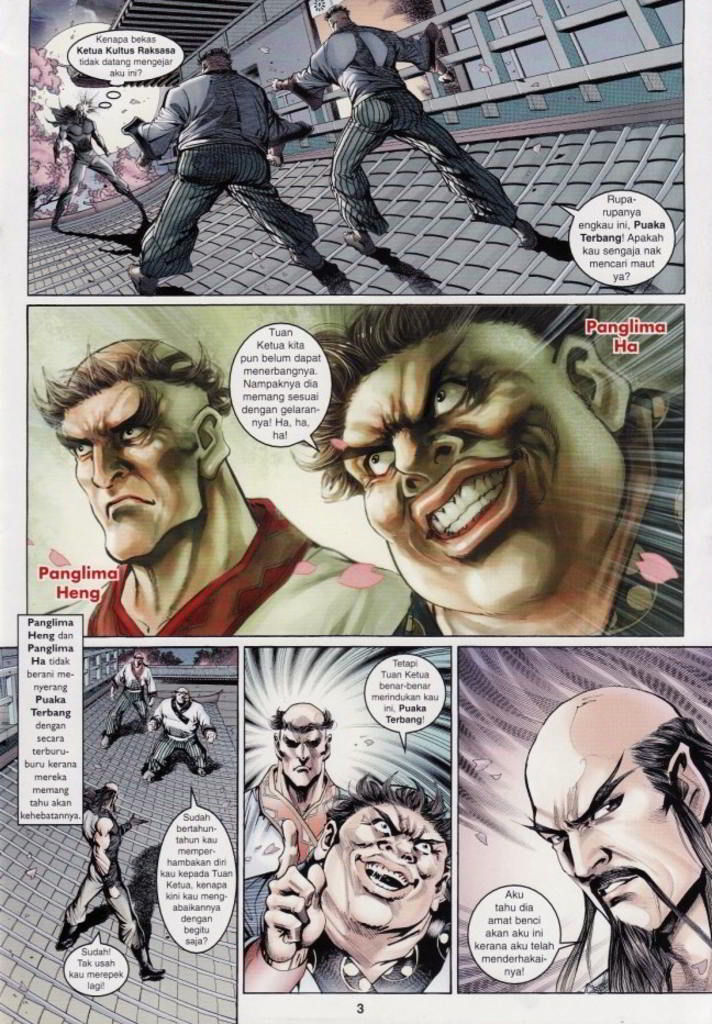 Kenapa bekas
Ketua Kultus Raksasa
tidak datang menyerang
aku ini?
Rupa-
rupanya
engkau ini, Puaka
Terbang! Apakah
kau sengaja nak
mencari maut
ya?
Panglima
Ha
Tuan
Ketua kita
pun belum dapat
menerbangnya.
Nampaknya dia
memang sesuai
dengan gelaran-
nya! Ha, ha,
ha!
Panglima
Heng
Panglima
Heng dan
Panglima
Ha tidak
berani me-
nyerang
Puaka
Terbang
dengan
secara
terburu-
buru kerana
mereka
memang
tahu akan
kehebatannya.
Sudah
bertahun-
tahun kau
memper-
hambakan diri
kau kepada Tuan
Ketua, kenapa
kini kau meng-
abaikannya
dengan
begitu
saja?
Sudah!
Tak usah
kau merepek
lagi!
Tetapi
Tuan Ketua
benar-benar
merindukan kau
ini, Puaka
Terbang!
Aku
tahu dia
amat benci
akan aku ini
kerana aku telah
menderhakai-
nya!
3